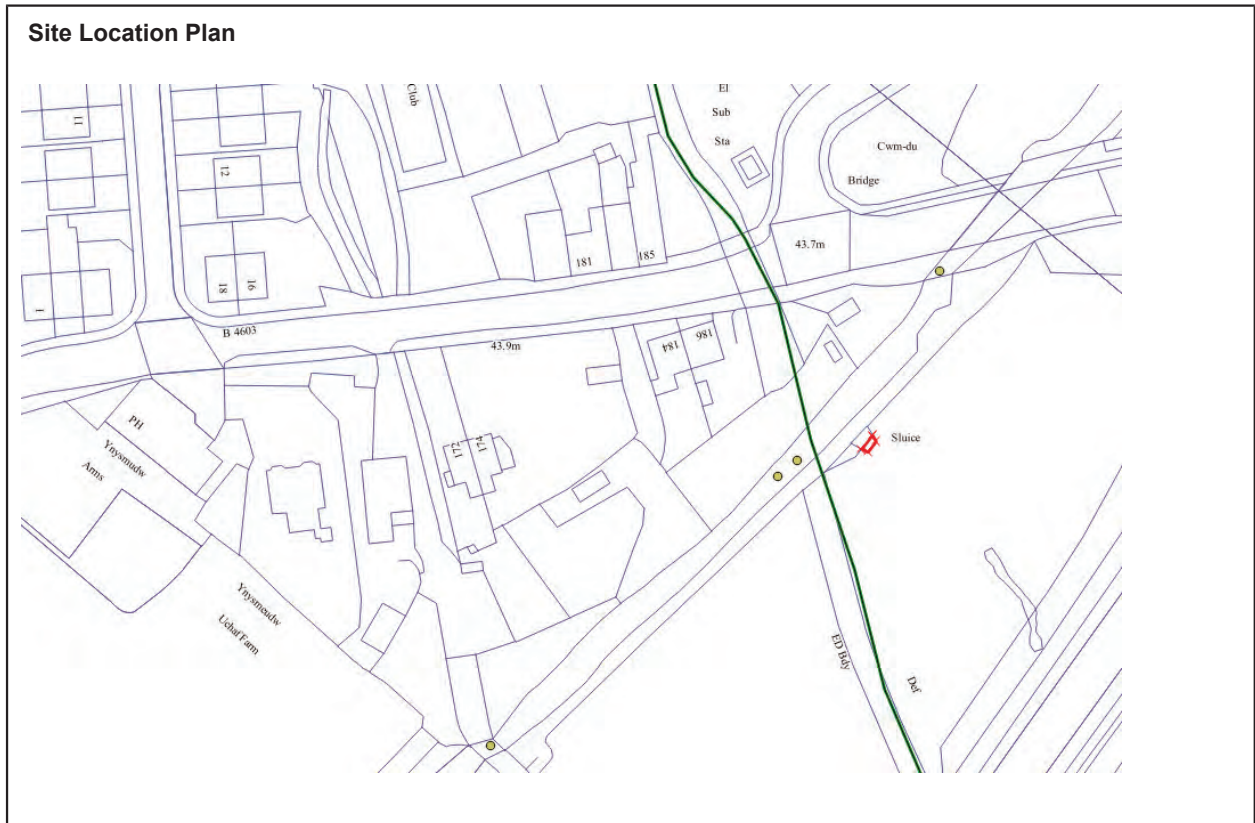 Site Location Plan
Club
El
Sub
Sta
11
12
Cwm-du
Bridge
43.7m
181
185
18
16
1
B 4603
43.9m
184
186
PH
Ynysmudw
Arms
172
174
Sluice
Ynysmeudw
Uchaf Farm
ED Bdy
Def